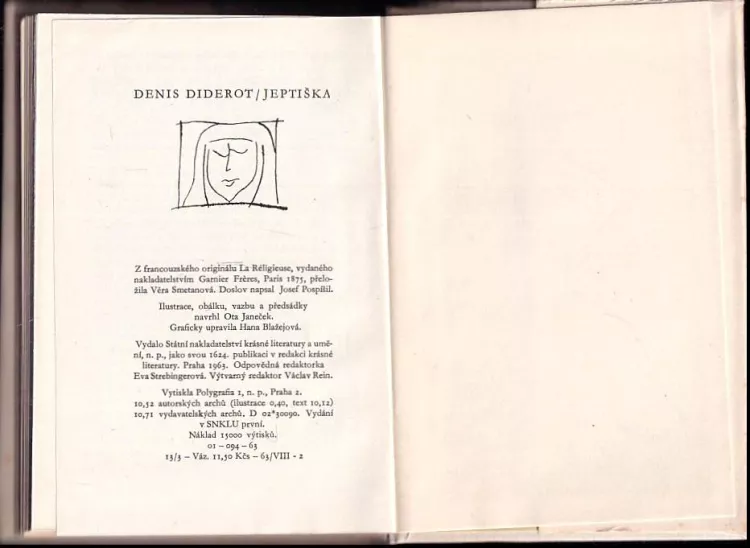 DENIS DIDEROT/JEPTIŠKA
Z francouzského originálu La Réligieuse, vydaného
nakladatelstvím Garnier Frères, Paris 1875, přelo-
žila Věra Smetanová. Doslov napsal Josef Pospíšil.
Ilustrace, obálku, vazbu a předsádky
navrhl Ota Janeček.
Graficky upravila Hana Blažejová.
Vydalo Státní nakladatelství krásné literatury a umě-
ní, n. p., jako svou 1624. publikaci v redakci krásné
literatury. Praha 1963. Odpovědná redaktorka
Eva Strebingerová. Výtvarný redaktor Václav Rein.
Vytiskla Polygrafia 1, n. p., Praha 2.
10,52 autorských archů (ilustrace 0,40, text 10,12)
10,71 vydavatelských archů. D 02*30090. Vydání
v SNKLU první.
Náklad 15000 výtisků.
01 – 094 – 63
13/3 – Váz. 11,50 Kčs – 63/VIII - 2